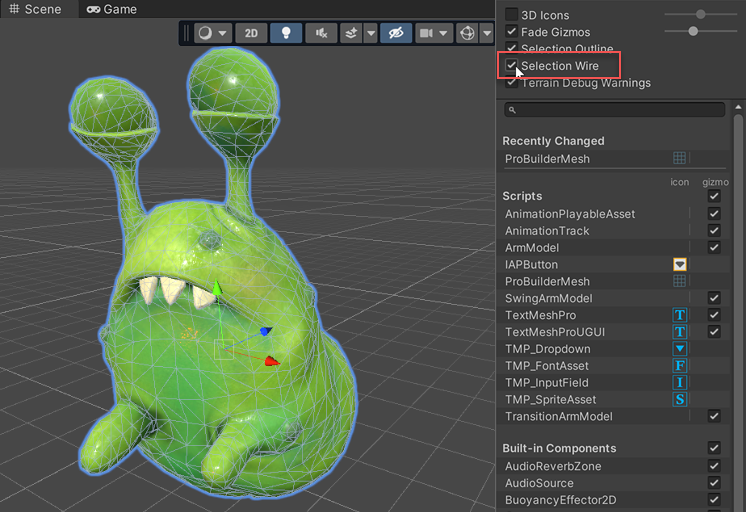 Scene Game
2D
3D Icons
Fade Gizmos
Selection Outline
Selection Wire
Terrain Debug Warnings
Recently Changed
ProBuilderMesh
icon gizmo
Scripts
AnimationPlayableAsset
AnimationTrack
ArmModel
IAPButton
ProBuilderMesh
SwingArmModel
TextMeshPro T
TextMeshProUGUI T
TMP_Dropdown
TMP_FontAsset F
TMP_InputField I
TMP_SpriteAsset S
TransitionArmModel
Built-in Components
AudioReverbZone
AudioSource
BuoyancyEffector2D